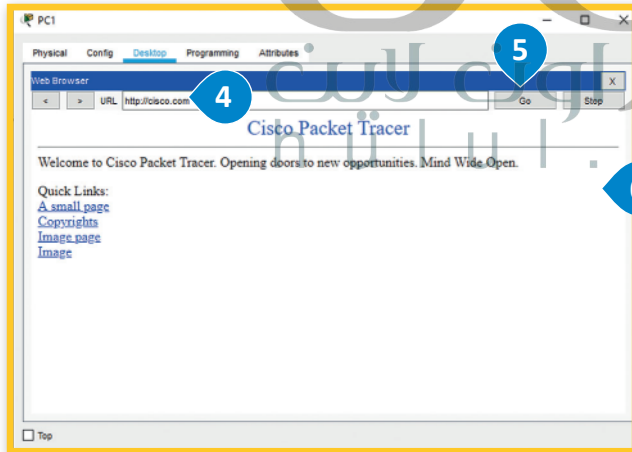 PC1
Physical Config Desktop Programming Attributes
Web Browser X
< > URL http://cisco.com Go Stop
4
5
Cisco Packet Tracer
Welcome to Cisco Packet Tracer. Opening doors to new opportunities. Mind Wide Open.
Quick Links:
A small page
Copyrights
Image page
Image
Top